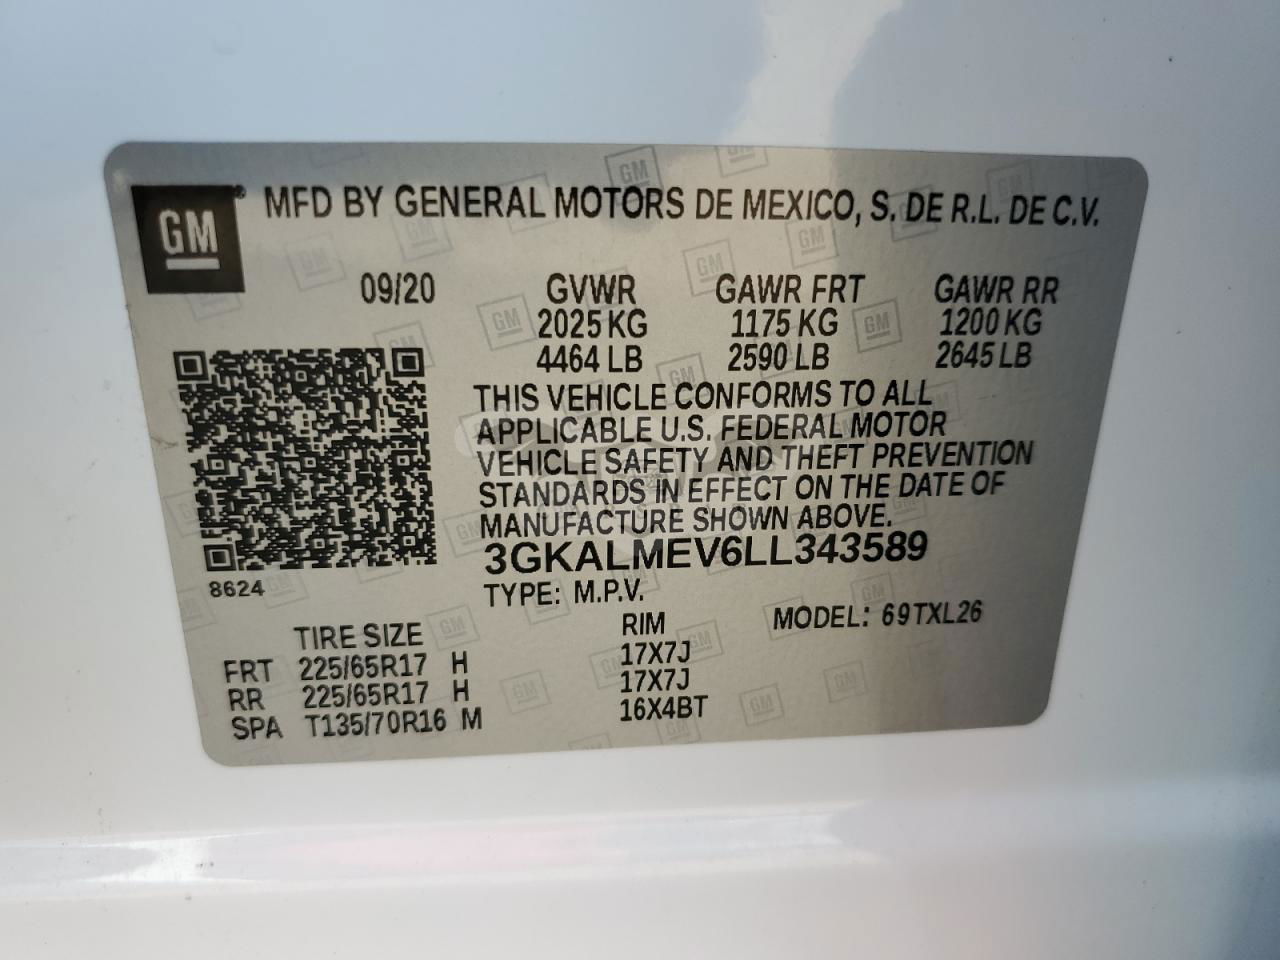 GM MFD BY GENERAL MOTORS DE MEXICO, S. DE R.L. DE C.V.
09/20 GVWR GAWR FRT GAWR RR
2025 KG 1175 KG 1200 KG
4464 LB 2590 LB 2645 LB
THIS VEHICLE CONFORMS TO ALL
APPLICABLE U.S. FEDERAL MOTOR
VEHICLE SAFETY AND THEFT PREVENTION
STANDARDS IN EFFECT ON THE DATE OF
MANUFACTURE SHOWN ABOVE.
3GKALMEV6LL343589
8624 TYPE: M.P.V.
TIRE SIZE RIM MODEL: 69TXL26
FRT 225/65R17 H 17X7J
RR 225/65R17 H 17X7J
SPA T135/70R16 M 16X4BT